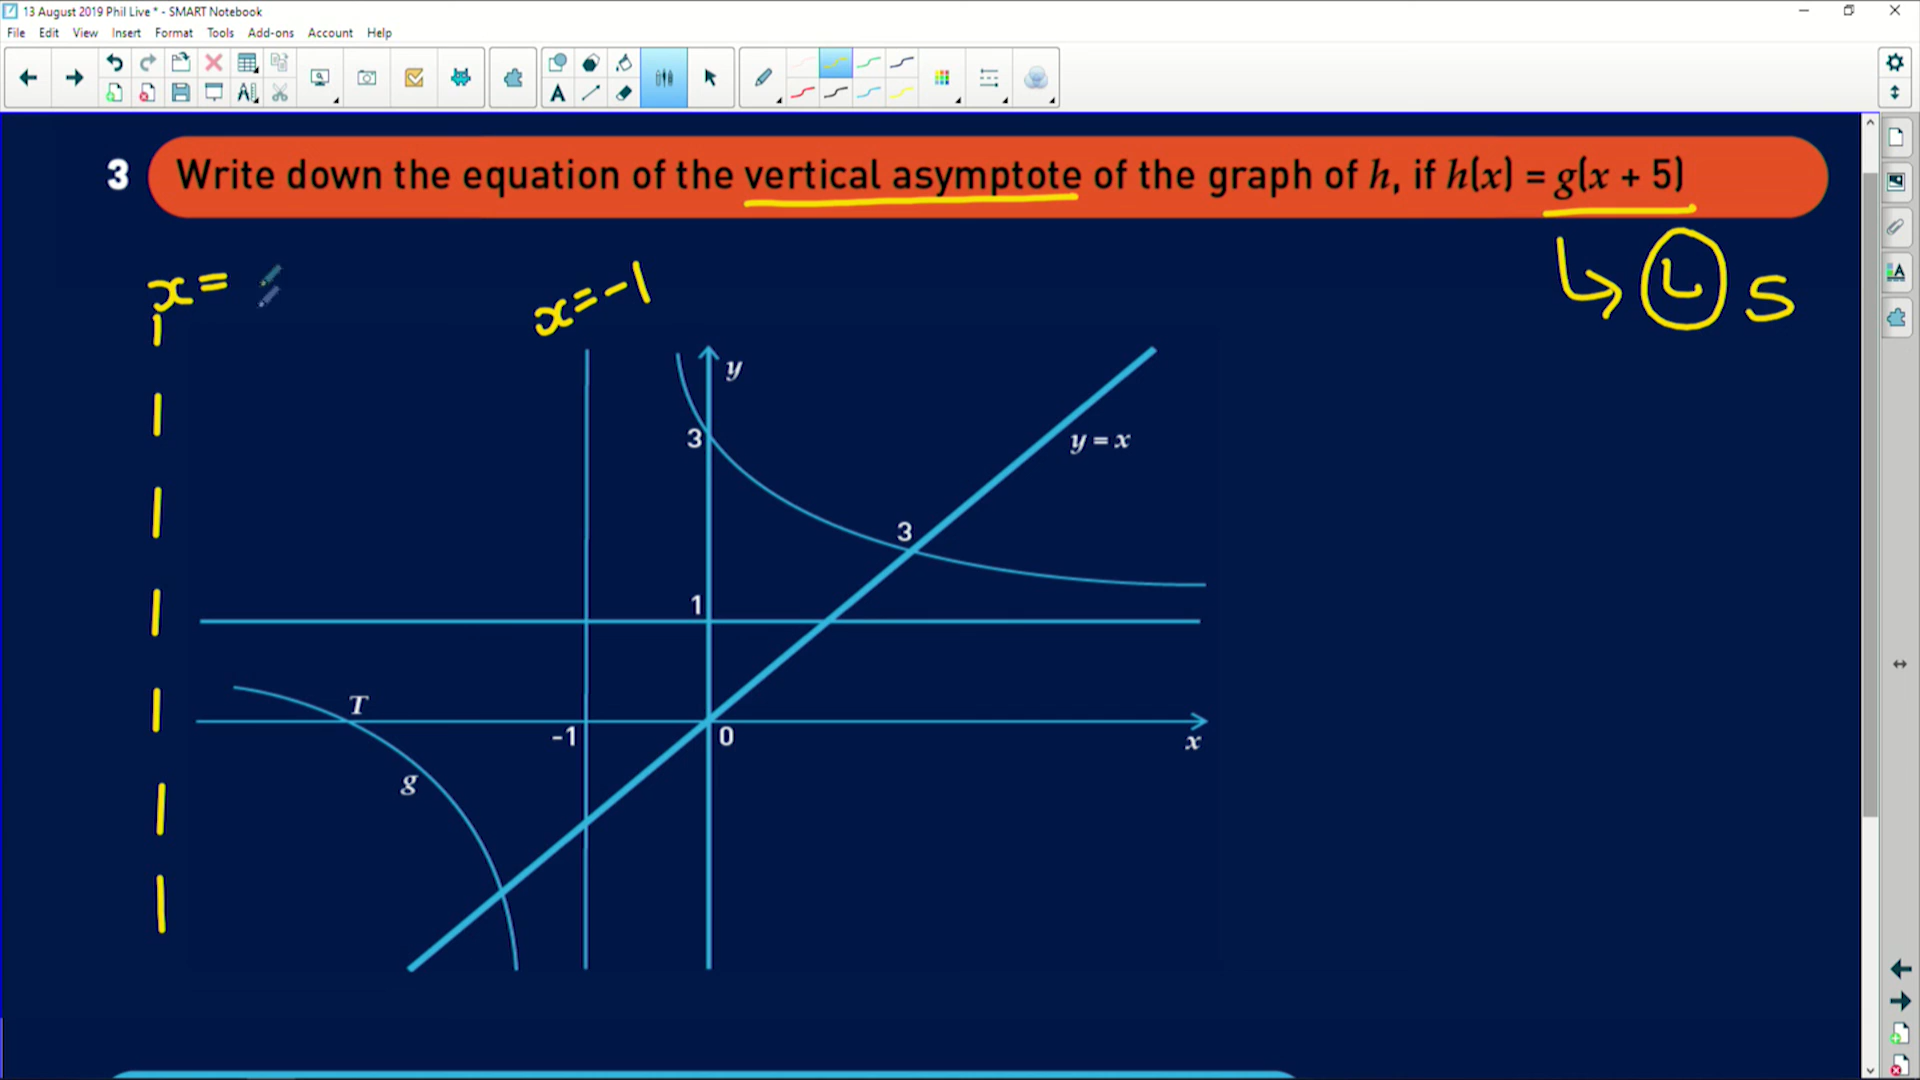 13 August 2019 Phil Live * - SMART Notebook
File Edit View Insert Format Tools Add-ons Account Help
3 Write down the equation of the vertical asymptote of the graph of h, if h(x) = g(x + 5)
x =
x = -1
L 5
y
3
y = x
3
1
T
-1
0
x
g